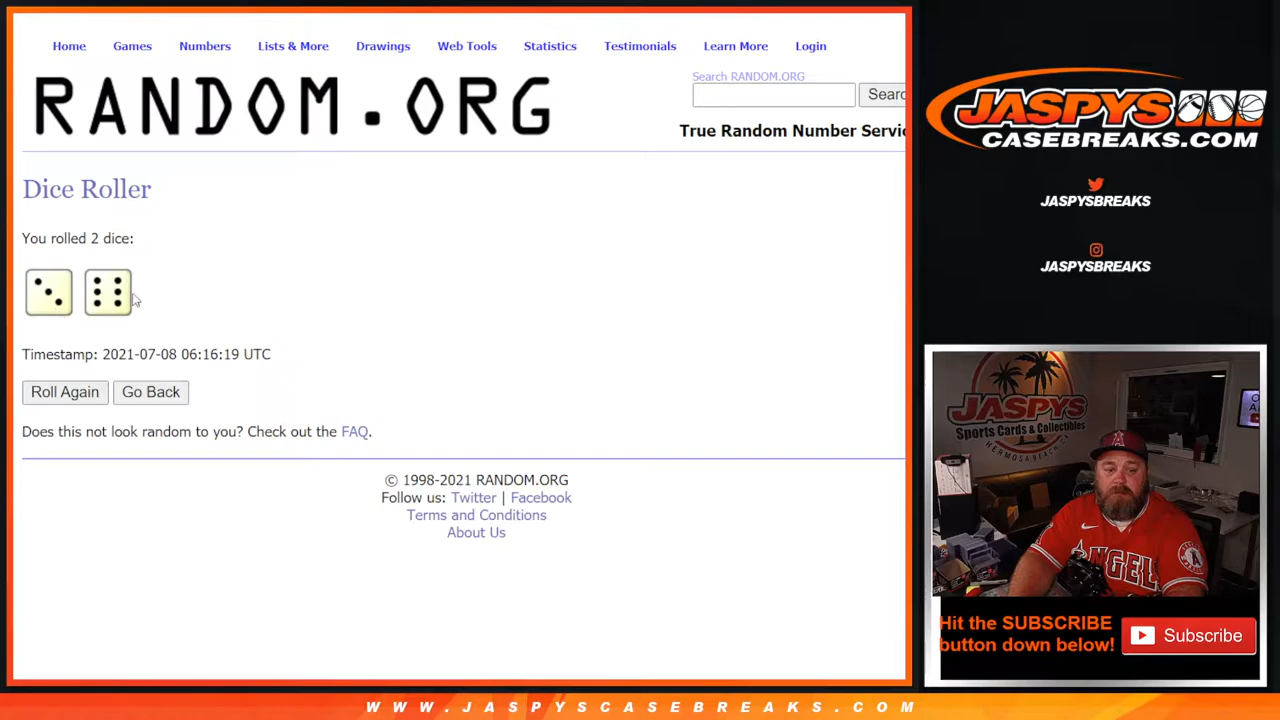 Home Games Numbers Lists & More Drawings Web Tools Statistics Testimonials Learn More Login
RANDOM.ORG
Search RANDOM.ORG
Searc
True Random Number Servic
Dice Roller
You rolled 2 dice:
Timestamp: 2021-07-08 06:16:19 UTC
Roll Again Go Back
Does this not look random to you? Check out the FAQ.
© 1998-2021 RANDOM.ORG
Follow us: Twitter | Facebook
Terms and Conditions
About Us
JASPYS
CASEBREAKS.COM
JASPYSBREAKS
JASPYSBREAKS
JASPYS
Sports Cards & Collectibles
HERMOSA BEACH, CA
A
ANGELS
A
Hit the SUBSCRIBE
button down below!
Subscribe
WWW.JASPYSCASEBREAKS.COM